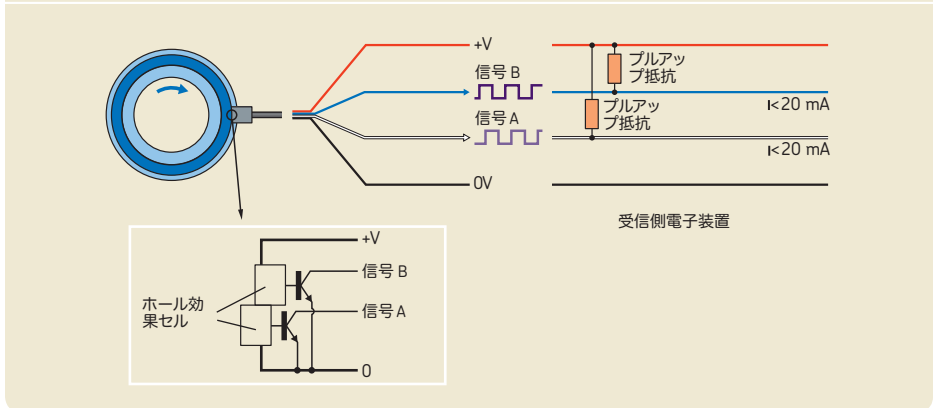 +V
信号 B
信号 A
0V
プルアッ
プ抵抗
プルアッ
プ抵抗
I<20 mA
I<20 mA
受信側電子装置
+V
信号 B
信号 A
0
ホール効
果セル